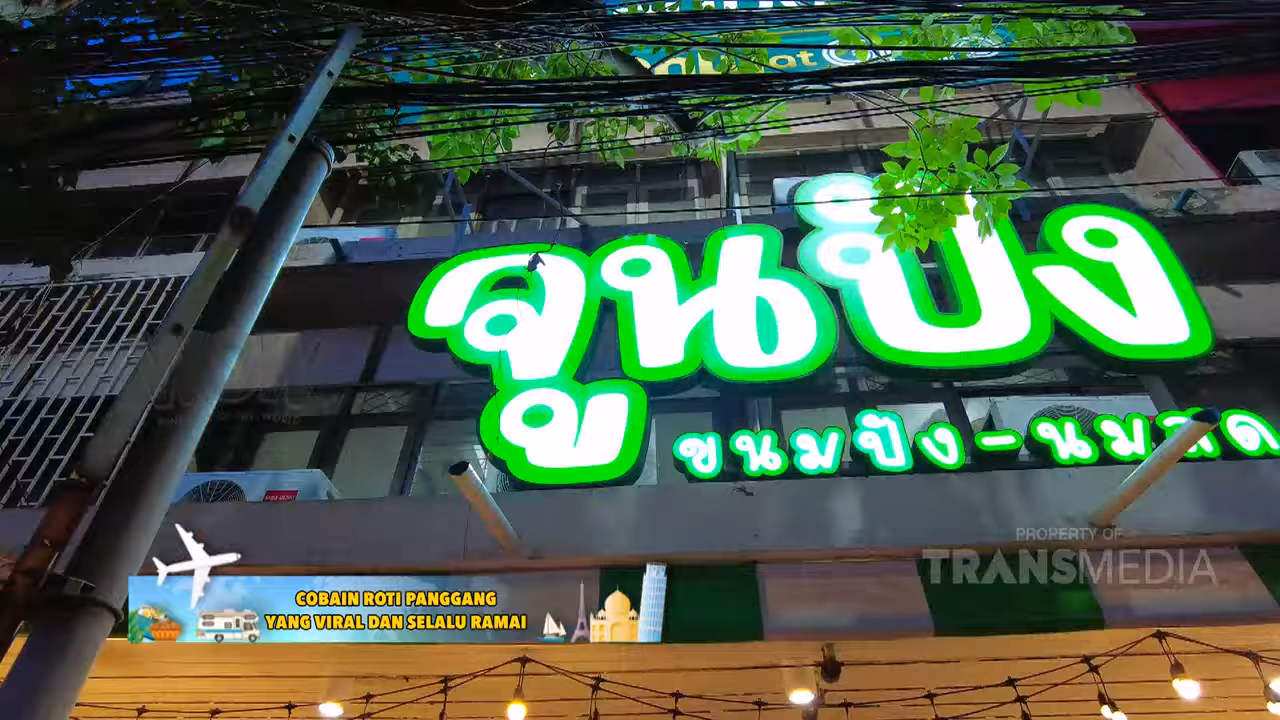 at
จูนปัง
ขนมปัง-นมสด
PROPERTY OF
TRANSMEDIA
COBAIN ROTI PANGGANG
YANG VIRAL DAN SELALU RAMAI